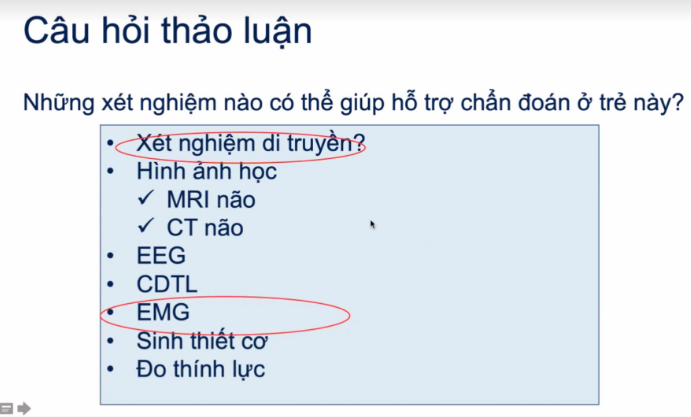 Câu hỏi thảo luận
Những xét nghiệm nào có thể giúp hỗ trợ chẩn đoán ở trẻ này?
• Xét nghiệm di truyền?
• Hình ảnh học
✓ MRI não
✓ CT não
• EEG
• CDTL
• EMG
• Sinh thiết cơ
• Đo thính lực